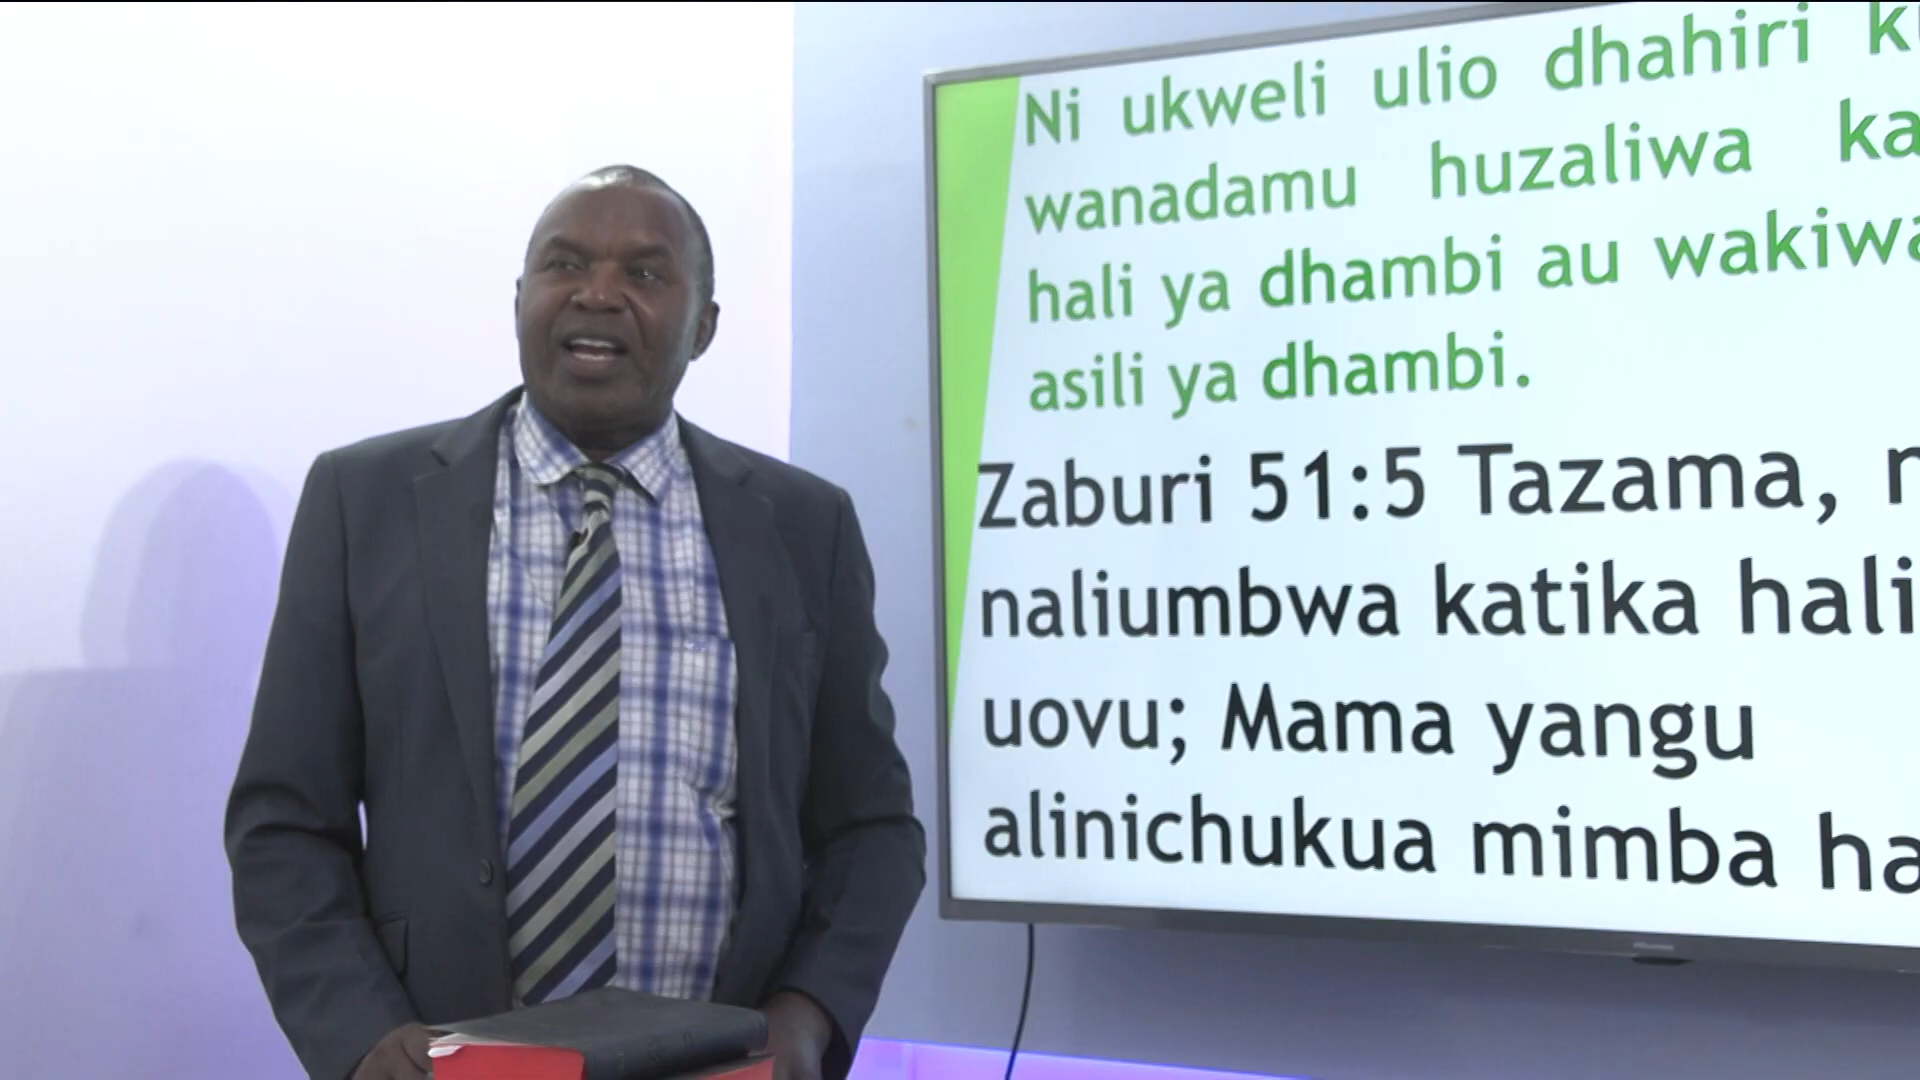 Ni ukweli ulio dhahiri
wanadamu huzaliwa
hali ya dhambi au
asili ya dhambi.
Zaburi 51:5 Tazama,
naliumbwa katika hali
uovu; Mama yangu
alinichukua mimba